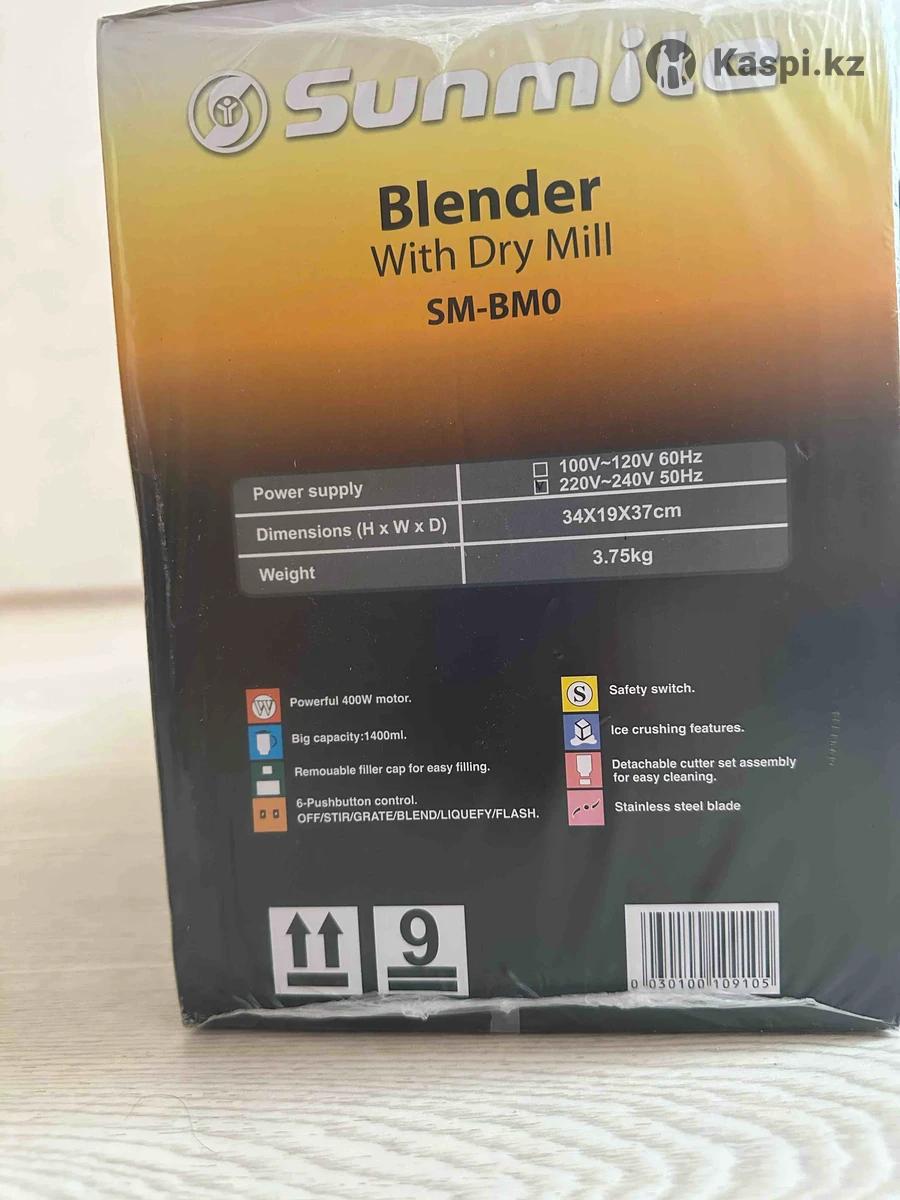 Sunmile
Kaspi.kz
Blender
With Dry Mill
SM-BM0
Power supply
100V~120V 60Hz
220V~240V 50Hz
Dimensions (H x W x D)
34X19X37cm
Weight
3.75kg
W
Powerful 400W motor.
Big capacity:1400ml.
Remouable filler cap for easy filling.
6-Pushbutton control.
OFF/STIR/GRATE/BLEND/LIQUEFY/FLASH.
S
Safety switch.
Ice crushing features.
Detachable cutter set assembly
for easy cleaning.
Stainless steel blade
9
0 030100 109105